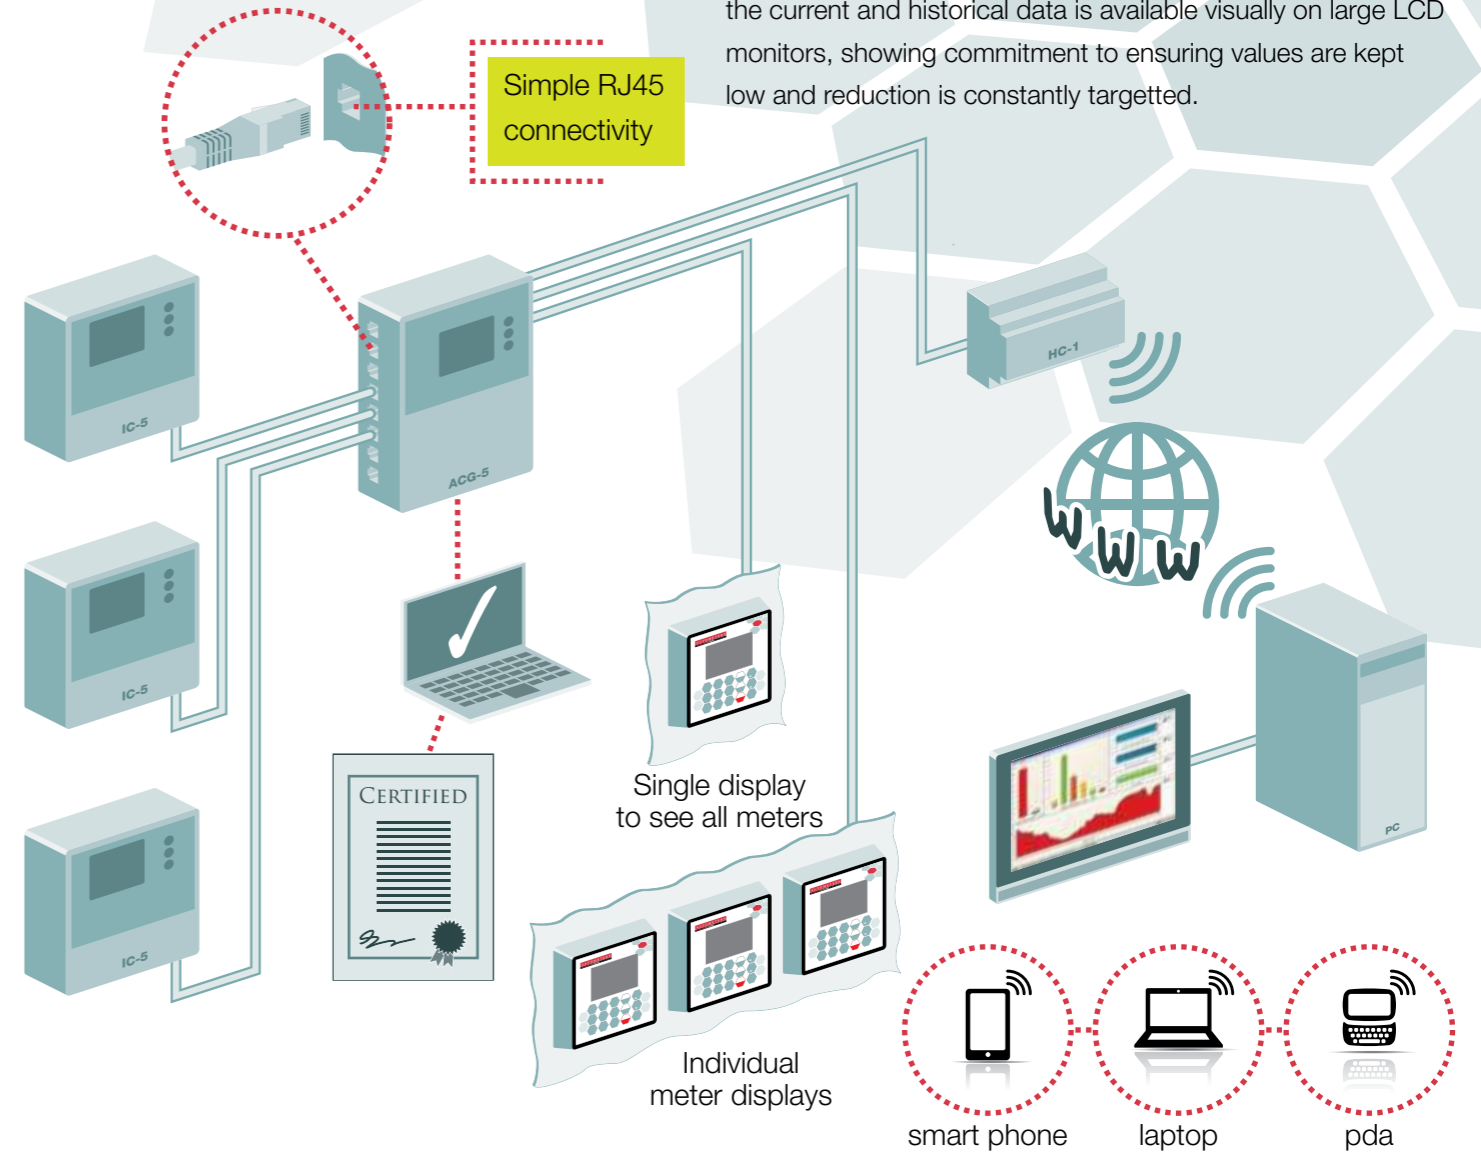 the current and historical data is available visually on large LCD
monitors, showing commitment to ensuring values are kept
low and reduction is constantly targetted.
Simple RJ45
connectivity
IC-5
ACG-5
HC-1
www
IC-5
CERTIFIED
Single display
to see all meters
PC
IC-5
Individual
meter displays
smart phone
laptop
pda